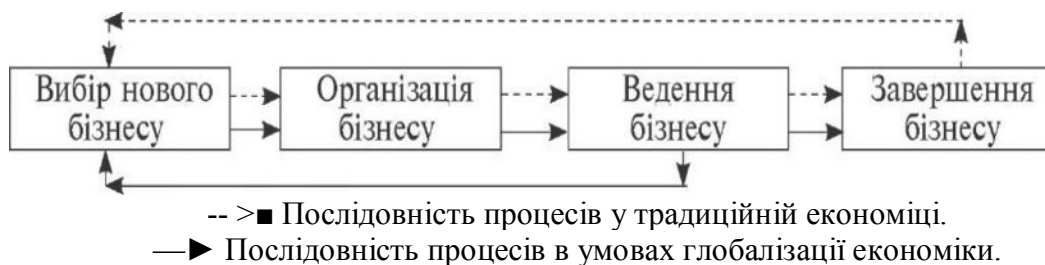 Вибір нового
бізнесу
Організація
бізнесу
Ведення
бізнесу
Завершення
бізнесу
-- >■ Послідовність процесів у традиційній економіці.
—► Послідовність процесів в умовах глобалізації економіки.